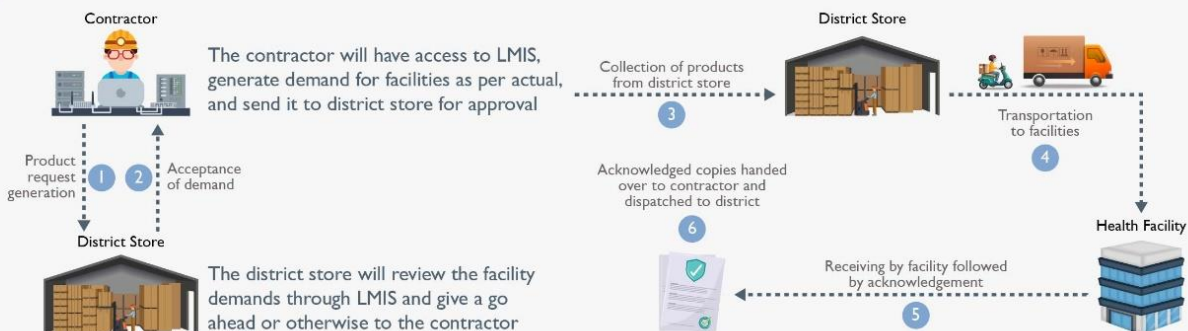 Contractor
The contractor will have access to LMIS,
generate demand for facilities as per actual,
and send it to district store for approval
Product
request
generation
1
2
Acceptance
of demand
District Store
The district store will review the facility
demands through LMIS and give a go
ahead or otherwise to the contractor
Collection of products
from district store
3
District Store
Transportation
to facilities
4
Health Facility
Receiving by facility followed
by acknowledgement
5
Acknowledged copies handed
over to contractor and
dispatched to district
6